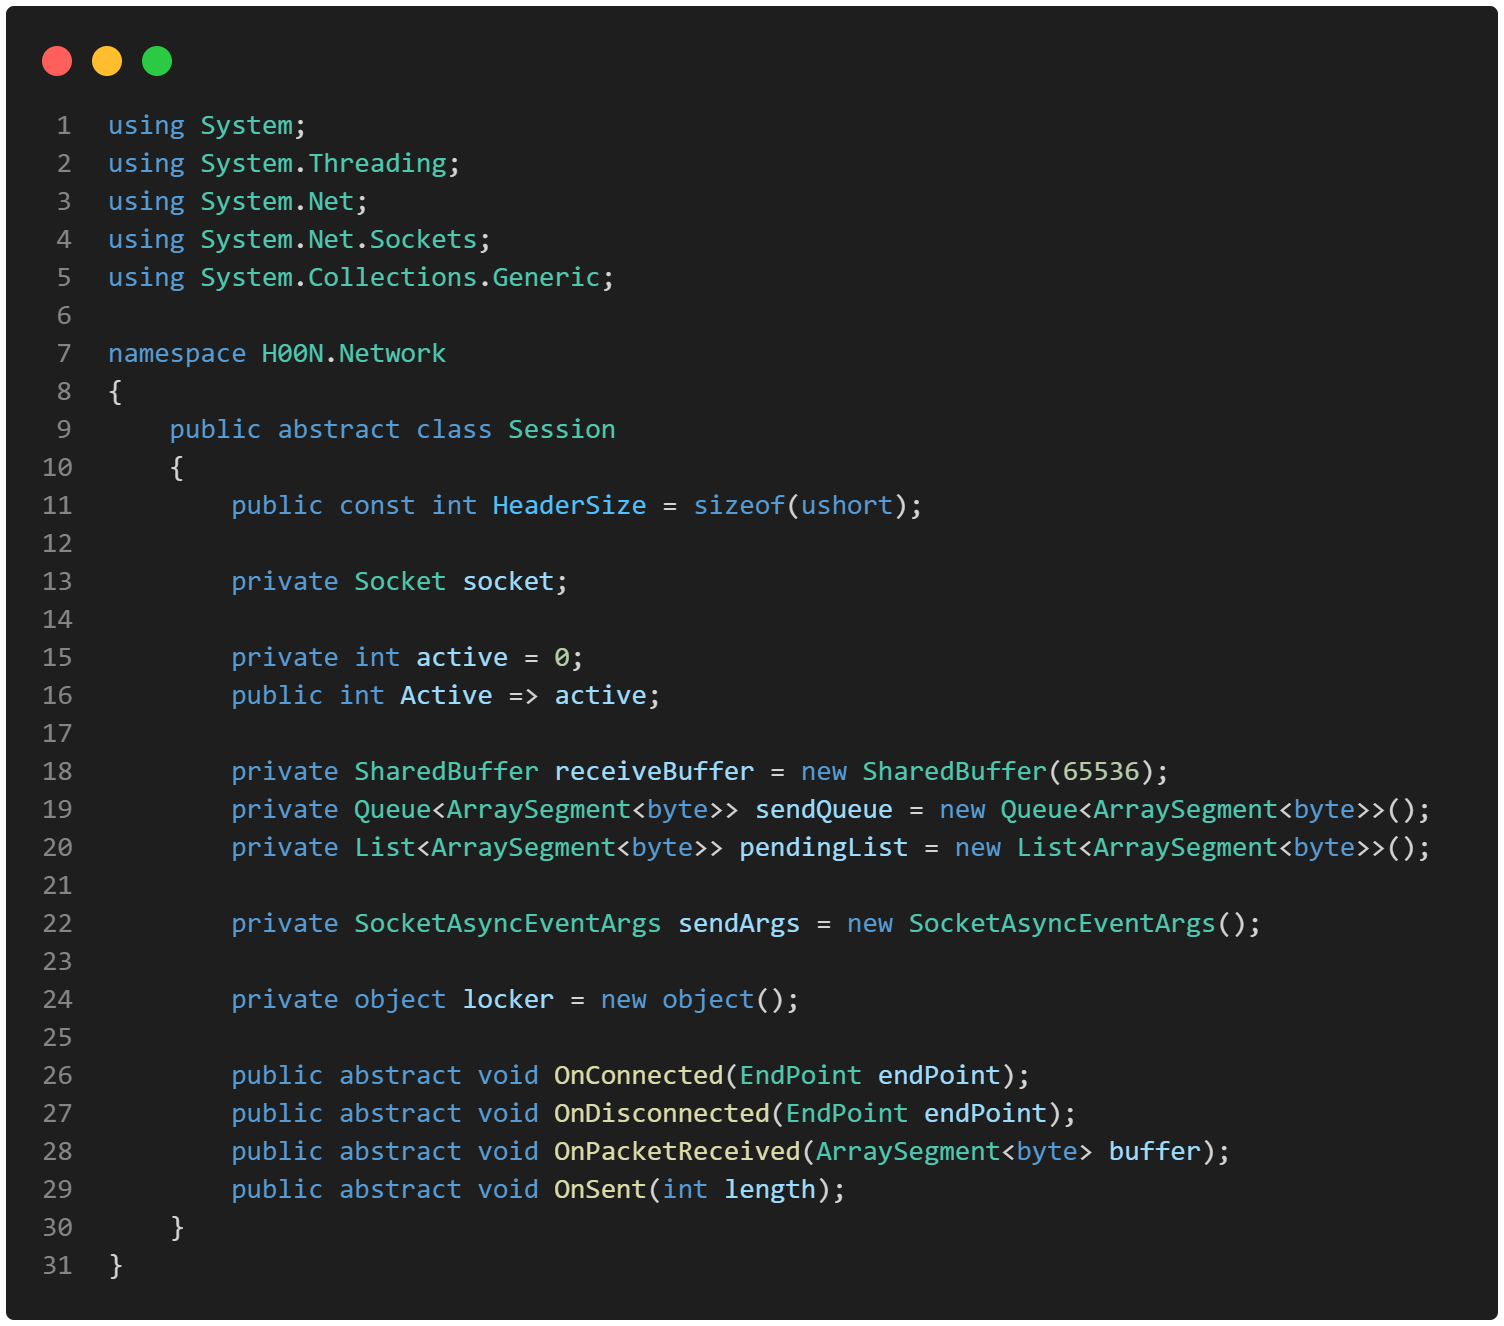 1 using System;
2 using System.Threading;
3 using System.Net;
4 using System.Net.Sockets;
5 using System.Collections.Generic;
6
7 namespace H00N.Network
8 {
9     public abstract class Session
10     {
11         public const int HeaderSize = sizeof(ushort);
12
13         private Socket socket;
14
15         private int active = 0;
16         public int Active => active;
17
18         private SharedBuffer receiveBuffer = new SharedBuffer(65536);
19         private Queue<ArraySegment<byte>> sendQueue = new Queue<ArraySegment<byte>>();
20         private List<ArraySegment<byte>> pendingList = new List<ArraySegment<byte>>();
21
22         private SocketAsyncEventArgs sendArgs = new SocketAsyncEventArgs();
23
24         private object locker = new object();
25
26         public abstract void OnConnected(EndPoint endPoint);
27         public abstract void OnDisconnected(EndPoint endPoint);
28         public abstract void OnPacketReceived(ArraySegment<byte> buffer);
29         public abstract void OnSent(int length);
30     }
31 }